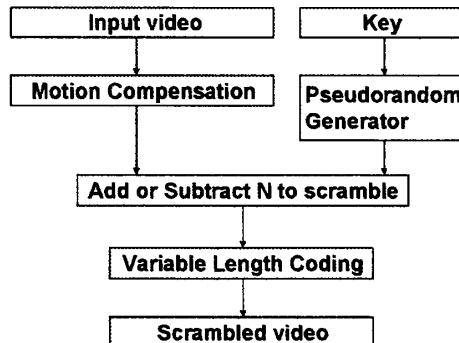 Input video
Key
Motion Compensation
Pseudorandom
Generator
Add or Subtract N to scramble
Variable Length Coding
Scrambled video